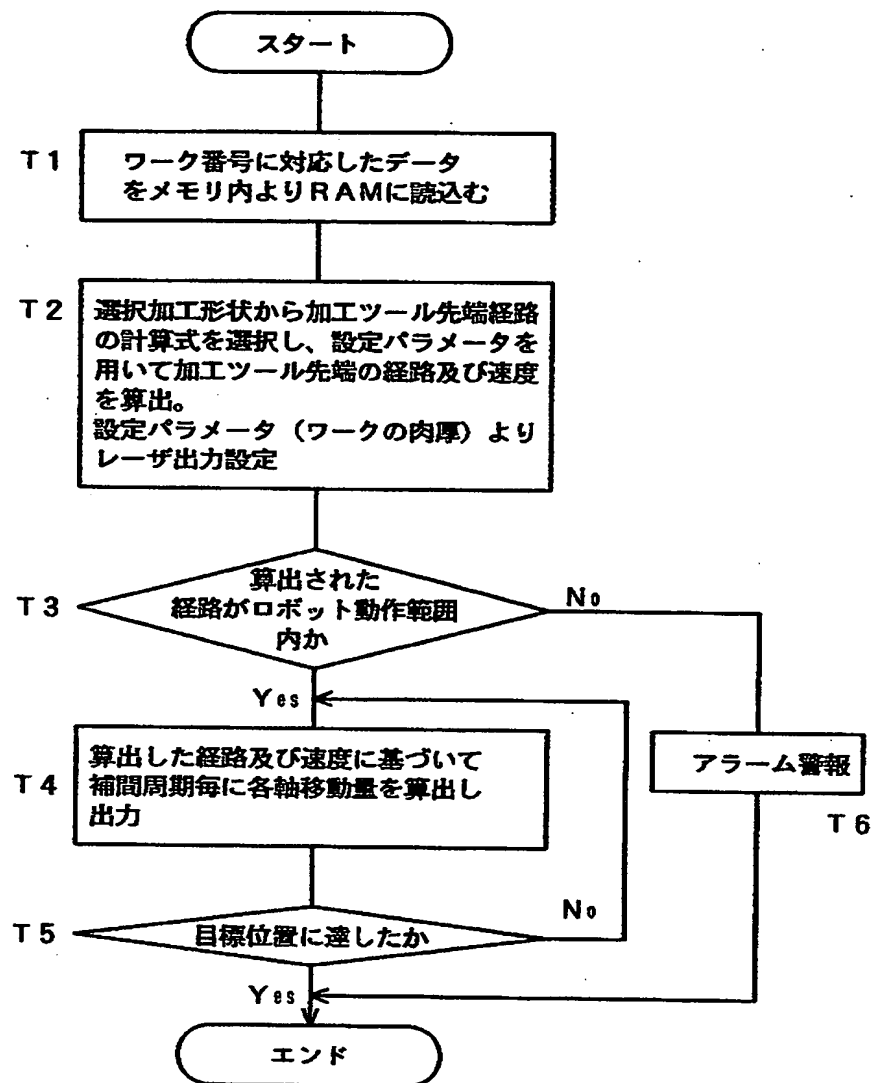 スタート
T1
ワーク番号に対応したデータ
をメモリ内よりRAMに読込む
T2
選択加工形状から加工ツール先端経路
の計算式を選択し、設定パラメータを
用いて加工ツール先端の経路及び速度
を算出。
設定パラメータ（ワークの肉厚）より
レーザ出力設定
T3
算出された
経路がロボット動作範囲
内か
No
Yes
T4
算出した経路及び速度に基づいて
補間周期毎に各軸移動量を算出し
出力
アラーム警報
T6
T5
目標位置に達したか
No
Yes
エンド